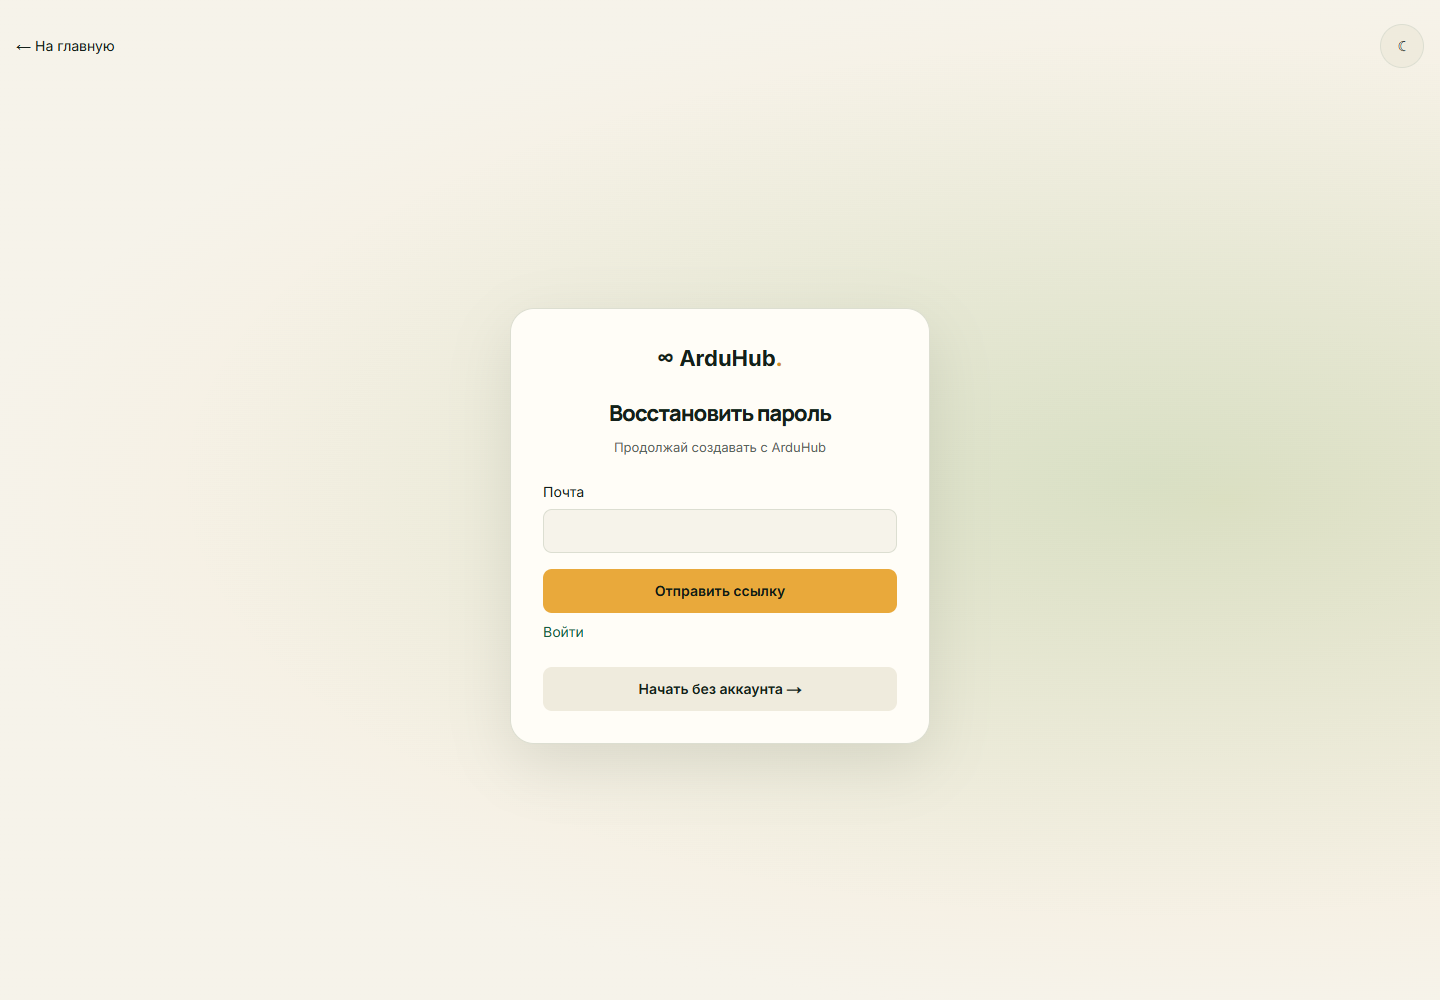 ← На главную
☾
∞ ArduHub.
Восстановить пароль
Продолжай создавать с ArduHub
Почта
Отправить ссылку
Войти
Начать без аккаунта →